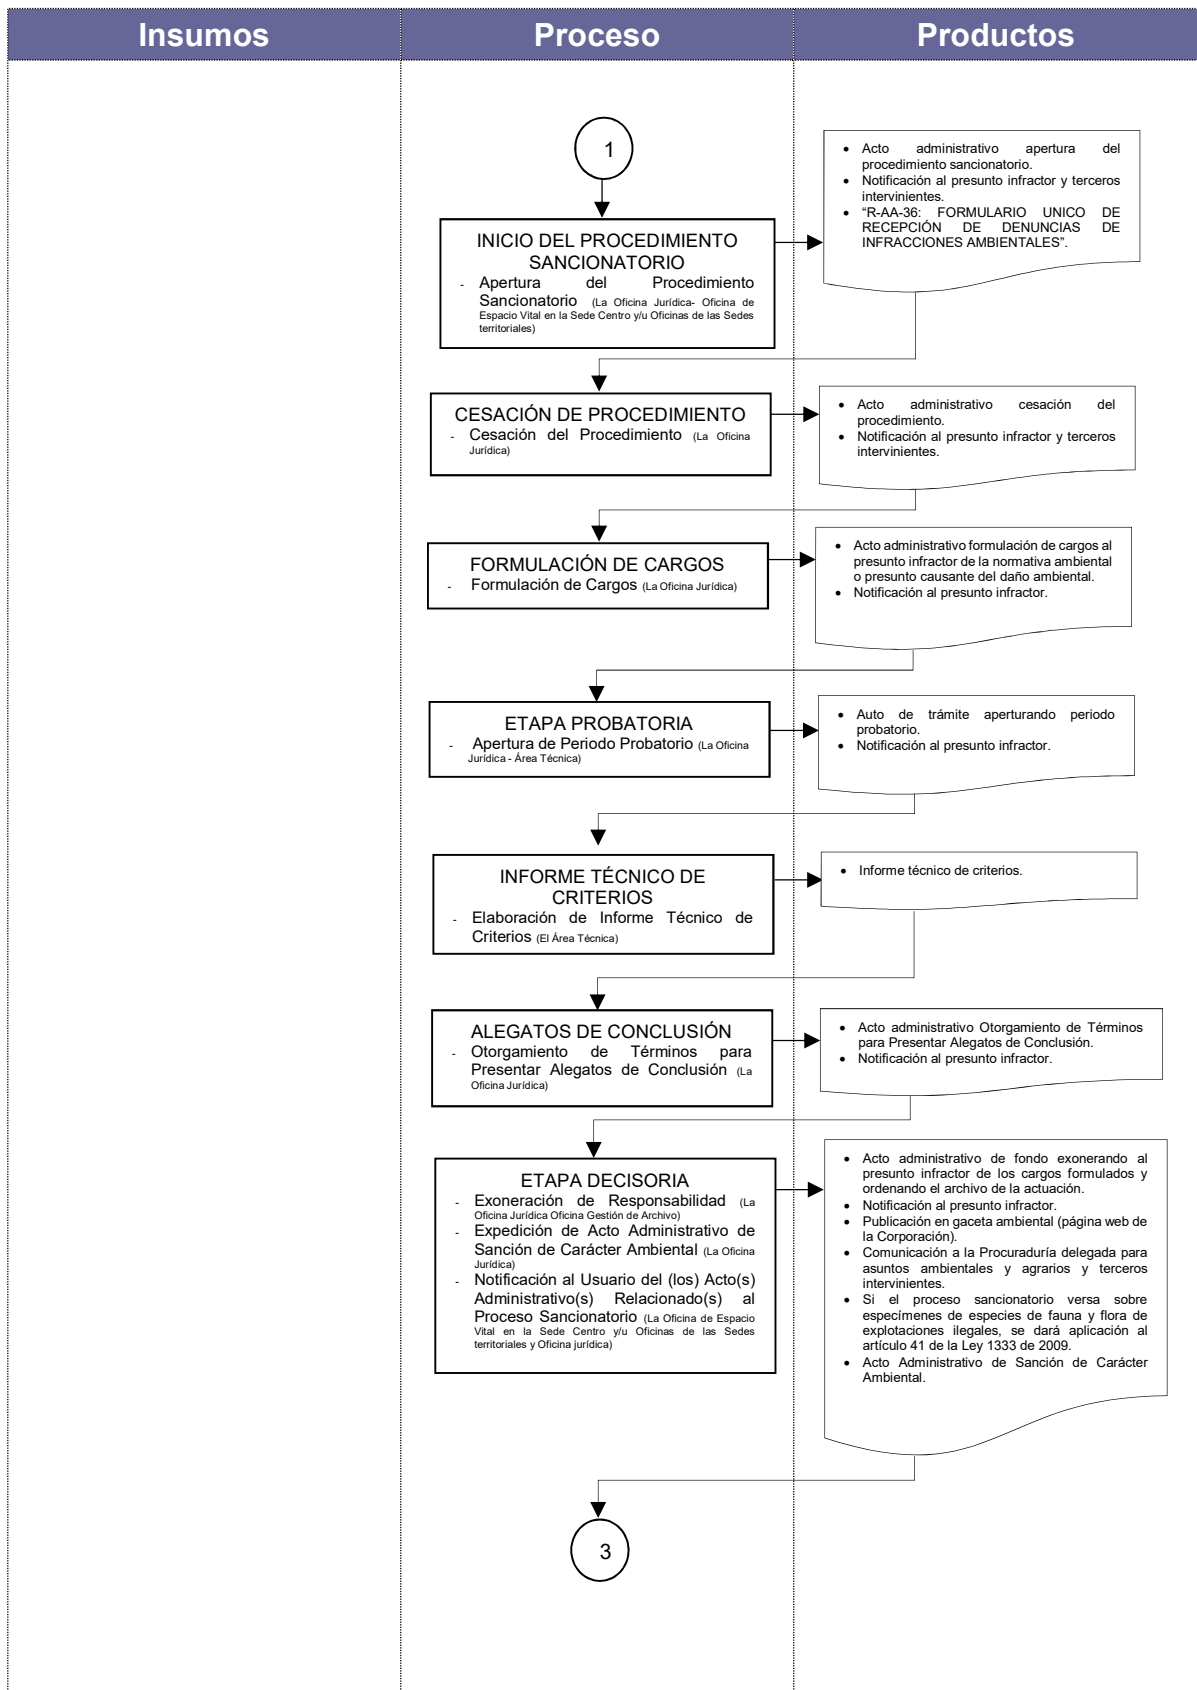 Insumos
Proceso
Productos
1
INICIO DEL PROCEDIMIENTO
SANCIONATORIO
- Apertura del Procedimiento
Sancionatorio (La Oficina Jurídica- Oficina de
Espacio Vital en la Sede Centro y/u Oficinas de las Sedes
territoriales)
• Acto administrativo apertura del
procedimiento sancionatorio.
• Notificación al presunto infractor y terceros
intervinientes.
• “R-AA-36: FORMULARIO UNICO DE
RECEPCIÓN DE DENUNCIAS DE
INFRACCIONES AMBIENTALES”.
CESACIÓN DE PROCEDIMIENTO
- Cesación del Procedimiento (La Oficina
Jurídica)
• Acto administrativo cesación del
procedimiento.
• Notificación al presunto infractor y terceros
intervinientes.
FORMULACIÓN DE CARGOS
- Formulación de Cargos (La Oficina Jurídica)
• Acto administrativo formulación de cargos al
presunto infractor de la normativa ambiental
o presunto causante del daño ambiental.
• Notificación al presunto infractor.
ETAPA PROBATORIA
- Apertura de Periodo Probatorio (La Oficina
Jurídica - Área Técnica)
• Auto de trámite aperturando periodo
probatorio.
• Notificación al presunto infractor.
INFORME TÉCNICO DE
CRITERIOS
- Elaboración de Informe Técnico de
Criterios (El Área Técnica)
• Informe técnico de criterios.
ALEGATOS DE CONCLUSIÓN
- Otorgamiento de Términos para
Presentar Alegatos de Conclusión (La
Oficina Jurídica)
• Acto administrativo Otorgamiento de Términos
para Presentar Alegatos de Conclusión.
• Notificación al presunto infractor.
ETAPA DECISORIA
- Exoneración de Responsabilidad (La
Oficina Jurídica Oficina Gestión de Archivo)
- Expedición de Acto Administrativo de
Sanción de Carácter Ambiental (La Oficina
Jurídica)
- Notificación al Usuario del (los) Acto(s)
Administrativo(s) Relacionado(s) al
Proceso Sancionatorio (La Oficina de Espacio
Vital en la Sede Centro y/u Oficinas de las Sedes
territoriales y Oficina jurídica)
• Acto administrativo de fondo exonerando al
presunto infractor de los cargos formulados y
ordenando el archivo de la actuación.
• Notificación al presunto infractor.
• Publicación en gaceta ambiental (página web de
la Corporación).
• Comunicación a la Procuraduría delegada para
asuntos ambientales y agrarios y terceros
intervinientes.
• Si el proceso sancionatorio versa sobre
especímenes de especies de fauna y flora de
explotaciones ilegales, se dará aplicación al
artículo 41 de la Ley 1333 de 2009.
• Acto Administrativo de Sanción de Carácter
Ambiental.
3